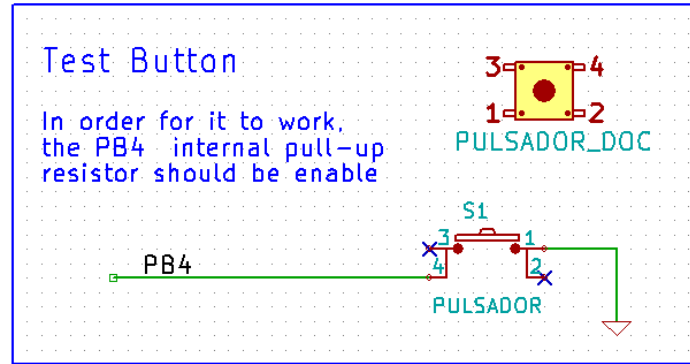 Test Button
In order for it to work,
the PB4 internal pull-up
resistor should be enable
3 4
1 2
PULSADOR_DOC
S1
3 1
4 2
PB4
PULSADOR